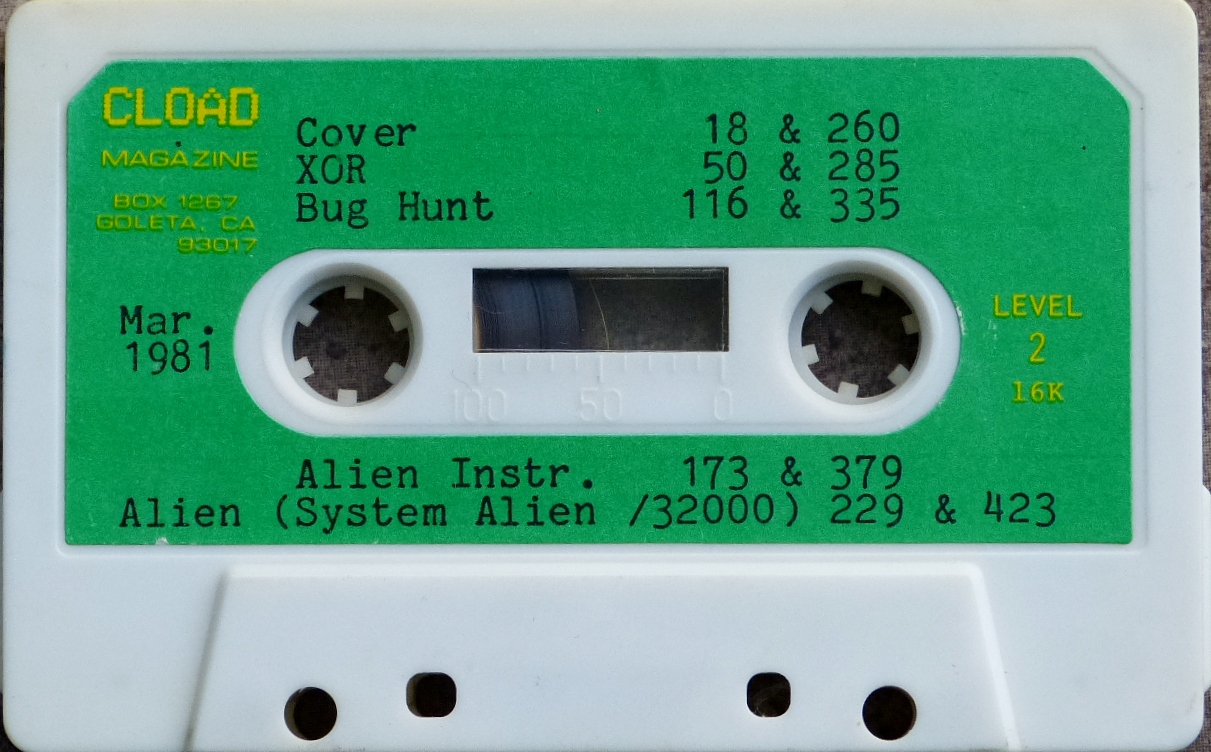 CLOAD
MAGAZINE
BOX 1267
GOLETA, CA
93017
Cover 18 & 260
XOR 50 & 285
Bug Hunt 116 & 335
Mar.
1981
LEVEL
2
16K
100 50 0
Alien Instr. 173 & 379
Alien (System Alien /32000) 229 & 423